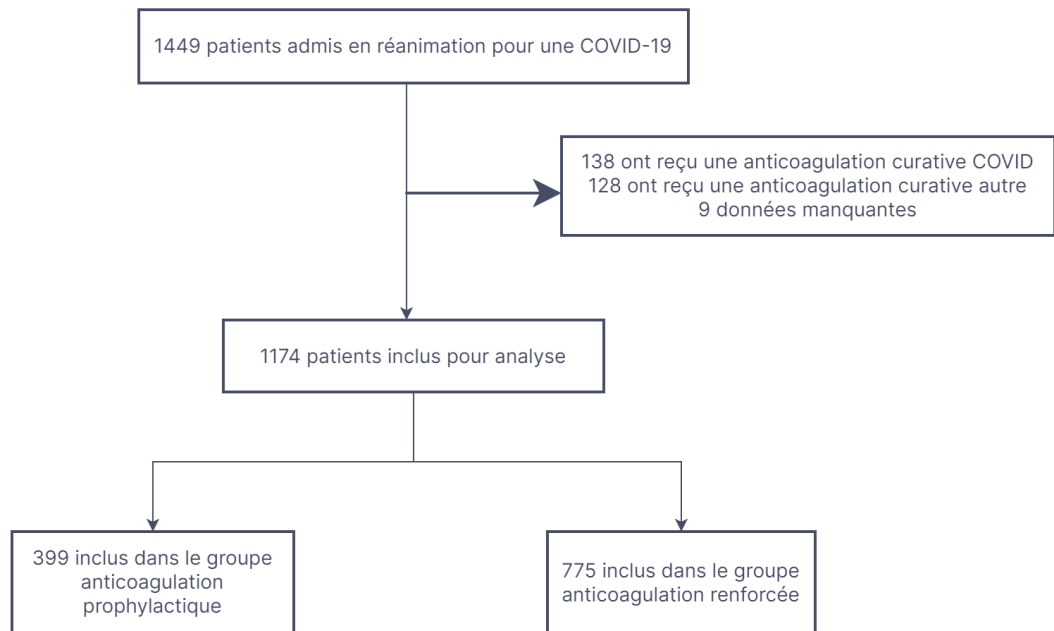 1449 patients admis en réanimation pour une COVID-19
138 ont reçu une anticoagulation curative COVID
128 ont reçu une anticoagulation curative autre
9 données manquantes
1174 patients inclus pour analyse
399 inclus dans le groupe
anticoagulation
prophylactique
775 inclus dans le groupe
anticoagulation renforcée